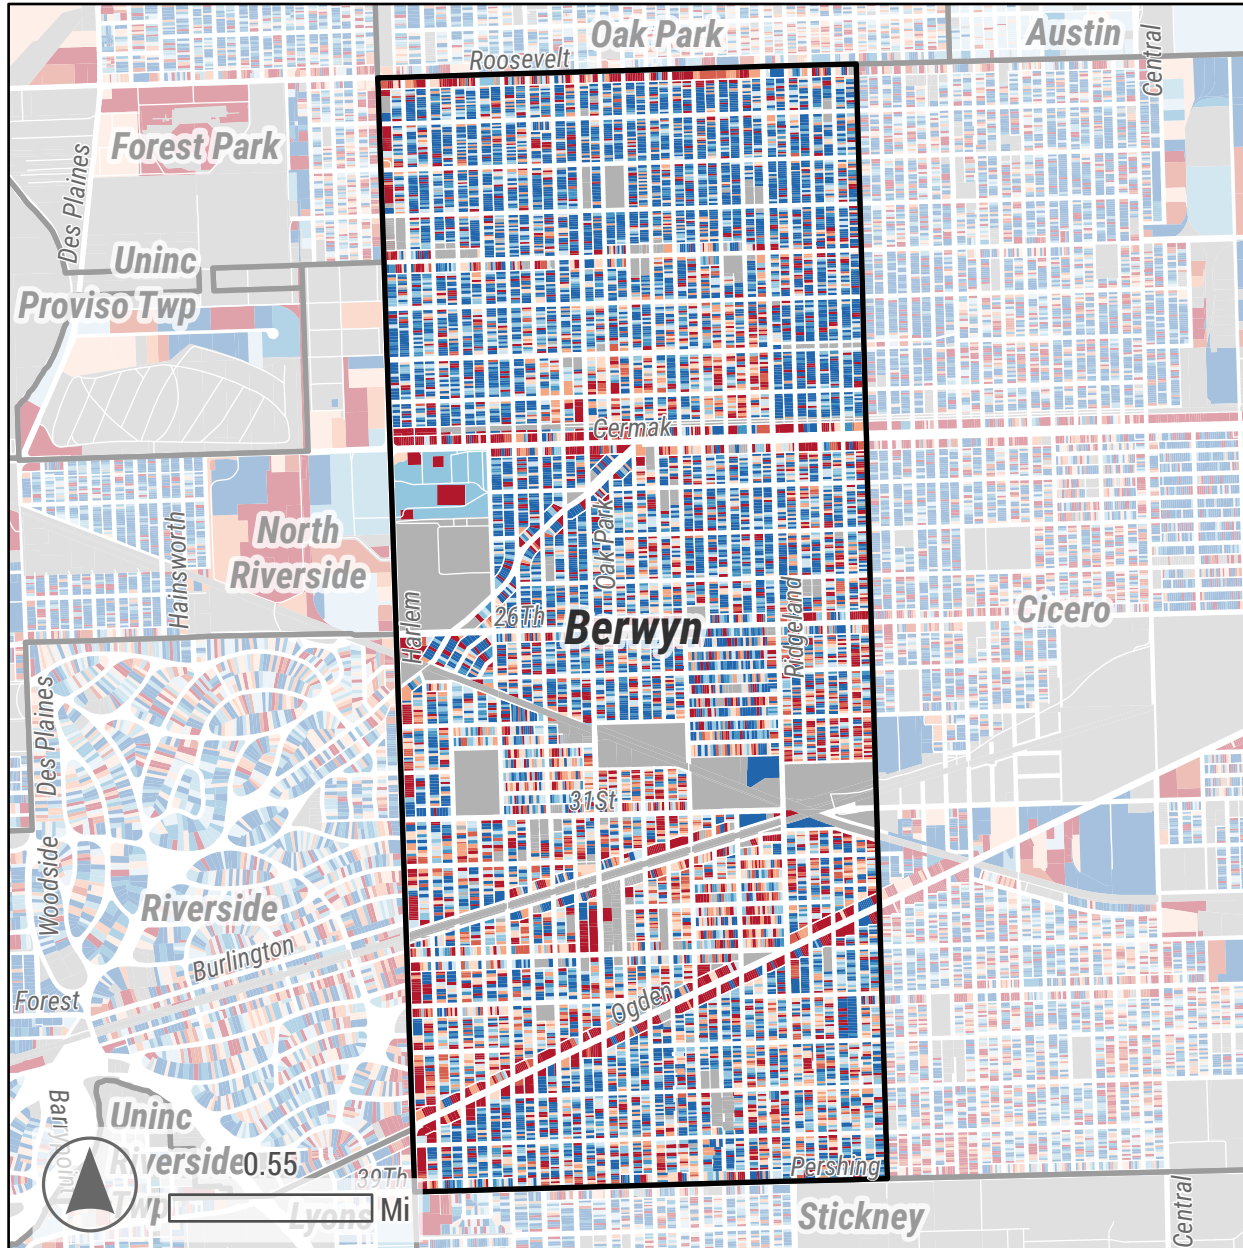 Oak Park
Austin
Central
Roosevelt
Forest Park
Des Plaines
Uninc
Proviso Twp
Cermak
North
Riverside
Hainsworth
Oak Park
Harlem
26Th
Berwyn
Ridgeland
Cicero
Des Plaines
31St
Woodside
Riverside
Burlington
Forest
Ogden
Uninc
Riverside
Twp
0.55
Mi
39Th
Lyons
Pershing
Stickney
Central